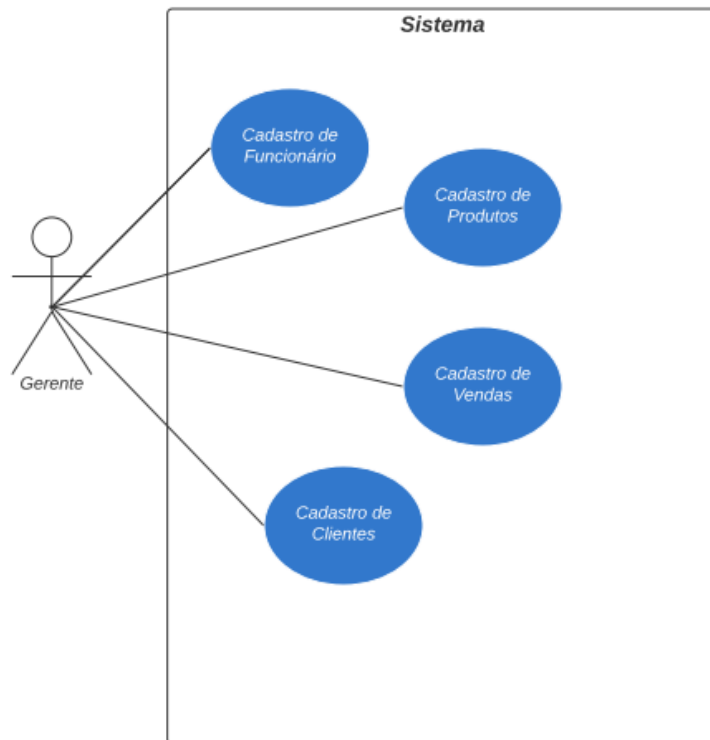 Sistema
Cadastro de
Funcionário
Cadastro de
Produtos
Gerente
Cadastro de
Vendas
Cadastro de
Clientes